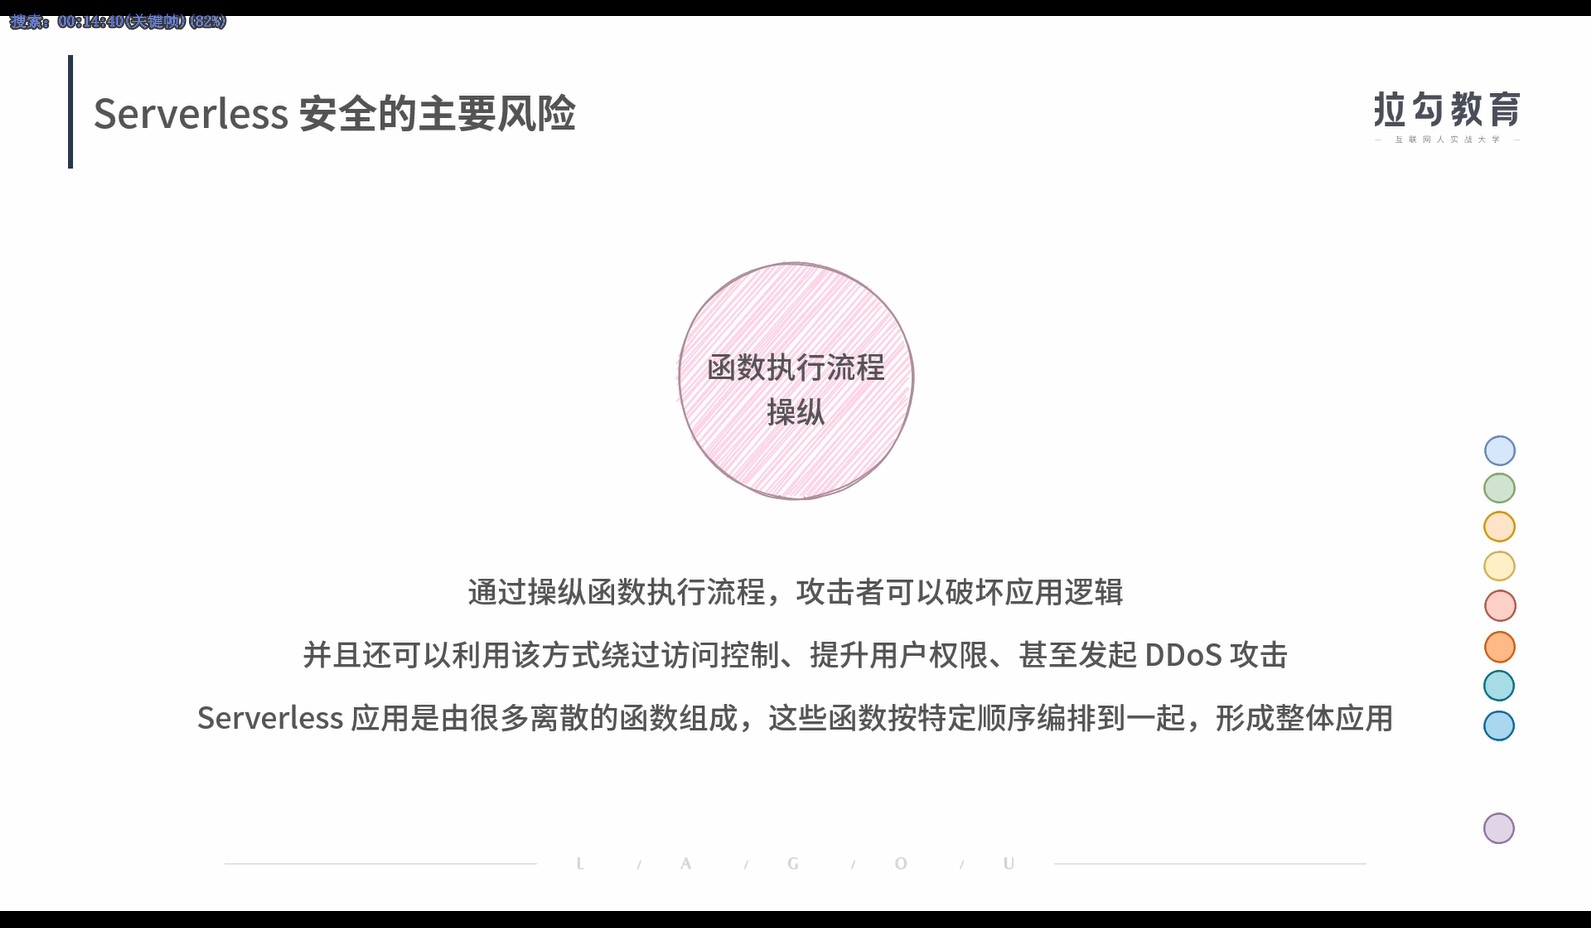 搜索: 00:14:40(关键帧)(82%)
Serverless 安全的主要风险
拉勾教育
— 互联网人实战大学 —
函数执行流程
操纵
通过操纵函数执行流程，攻击者可以破坏应用逻辑
并且还可以利用该方式绕过访问控制、提升用户权限、甚至发起 DDoS 攻击
Serverless 应用是由很多离散的函数组成，这些函数按特定顺序编排到一起，形成整体应用
L / A / G / O / U